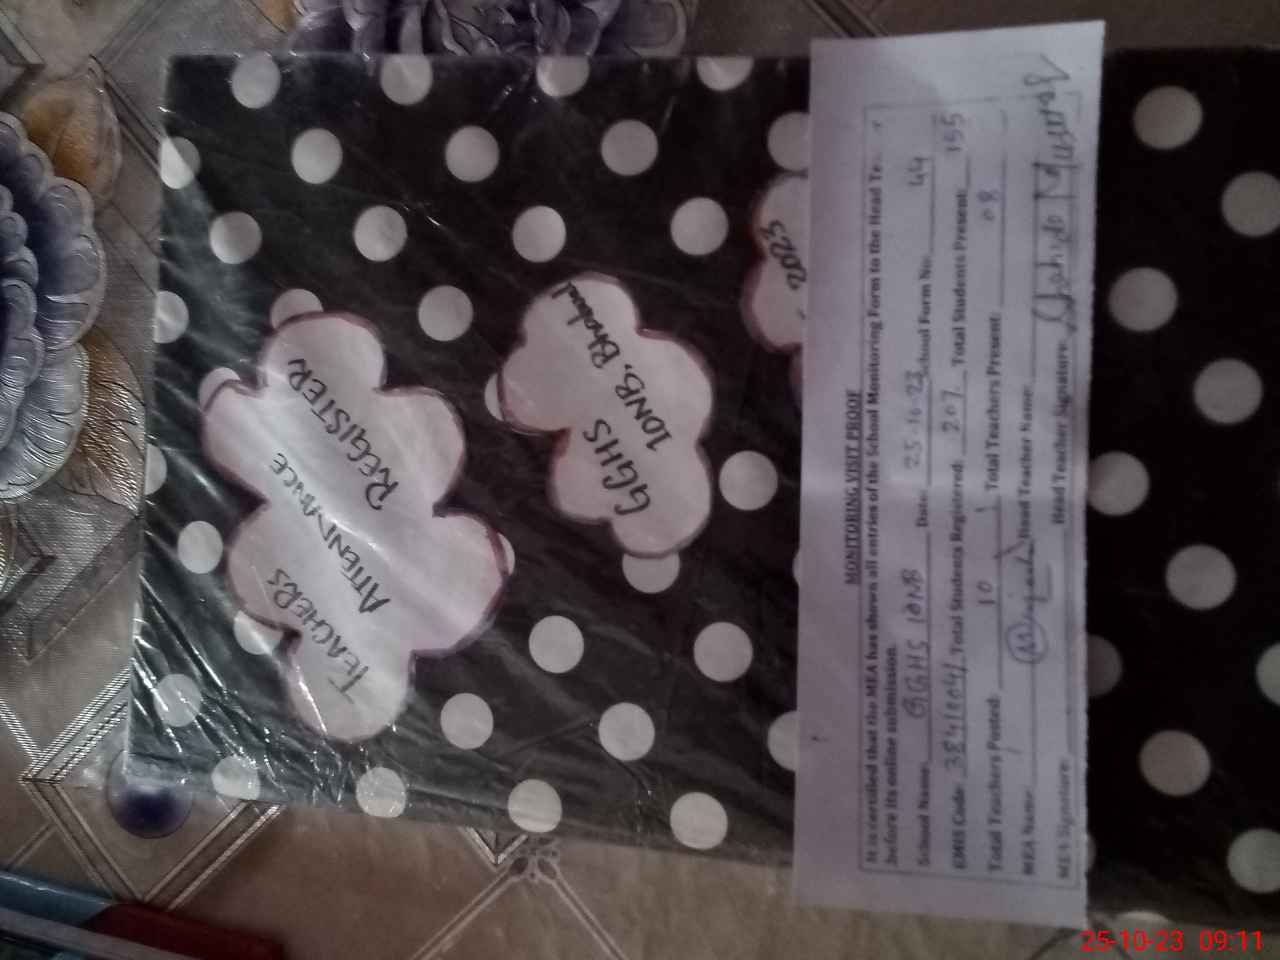 TEACHERS
ATTENDANCE
REGISTER
GGHS
10NB, Bhalwal
2023
MONITORING VISIT PROOF
It is certified that the MEA has shown all entries of the School Monitoring Form to the Head
before its online submission.
School Name: GGHS 10NB Date: 25-10-23 School Form No: 44
EMIS Code: Total Students Registered: 207 Total Students Present: 155
Total Teachers Posted: 10 Total Teachers Present: 08
MEA Name: Head Teacher Name:
MEA Signature: Head Teacher Signature:
25-10-23 09:11